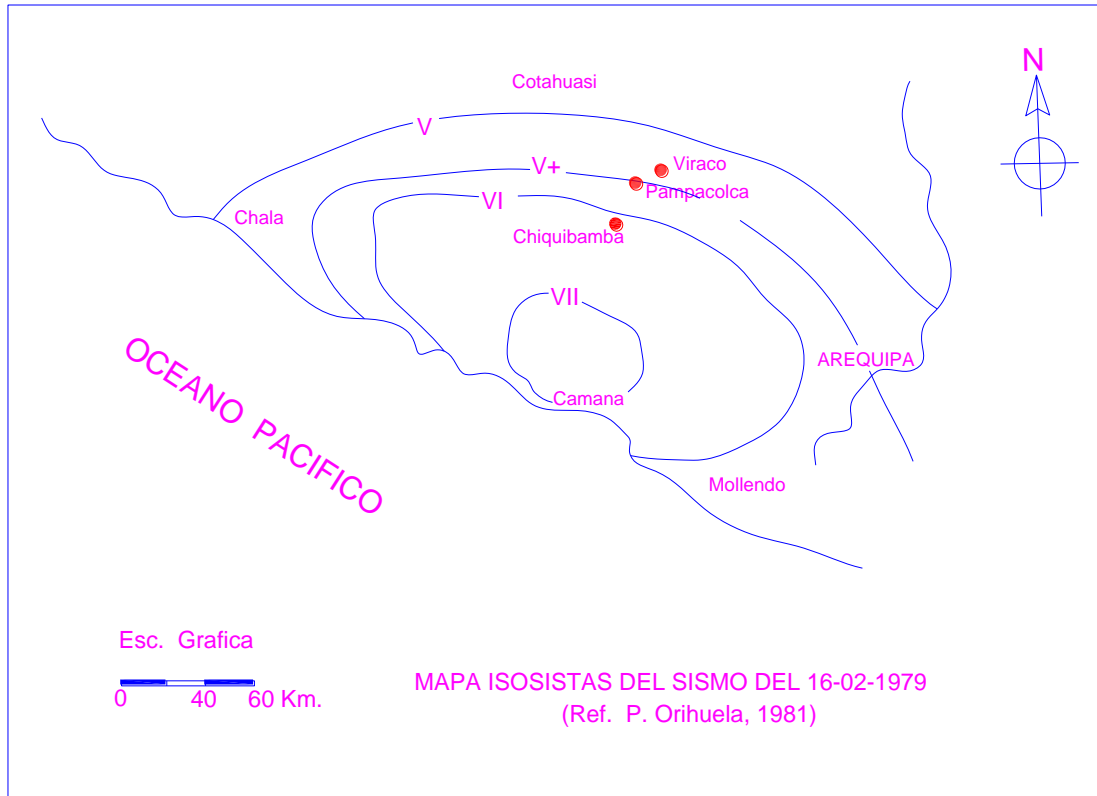 Cotahuasi
N
V
V+
Viraco
Pampacolca
VI
Chala
Chiquibamba
VII
OCEANO PACIFICO
AREQUIPA
Camana
Mollendo
Esc. Grafica
0 40 60 Km.
MAPA ISOSISTAS DEL SISMO DEL 16-02-1979
(Ref. P. Orihuela, 1981)